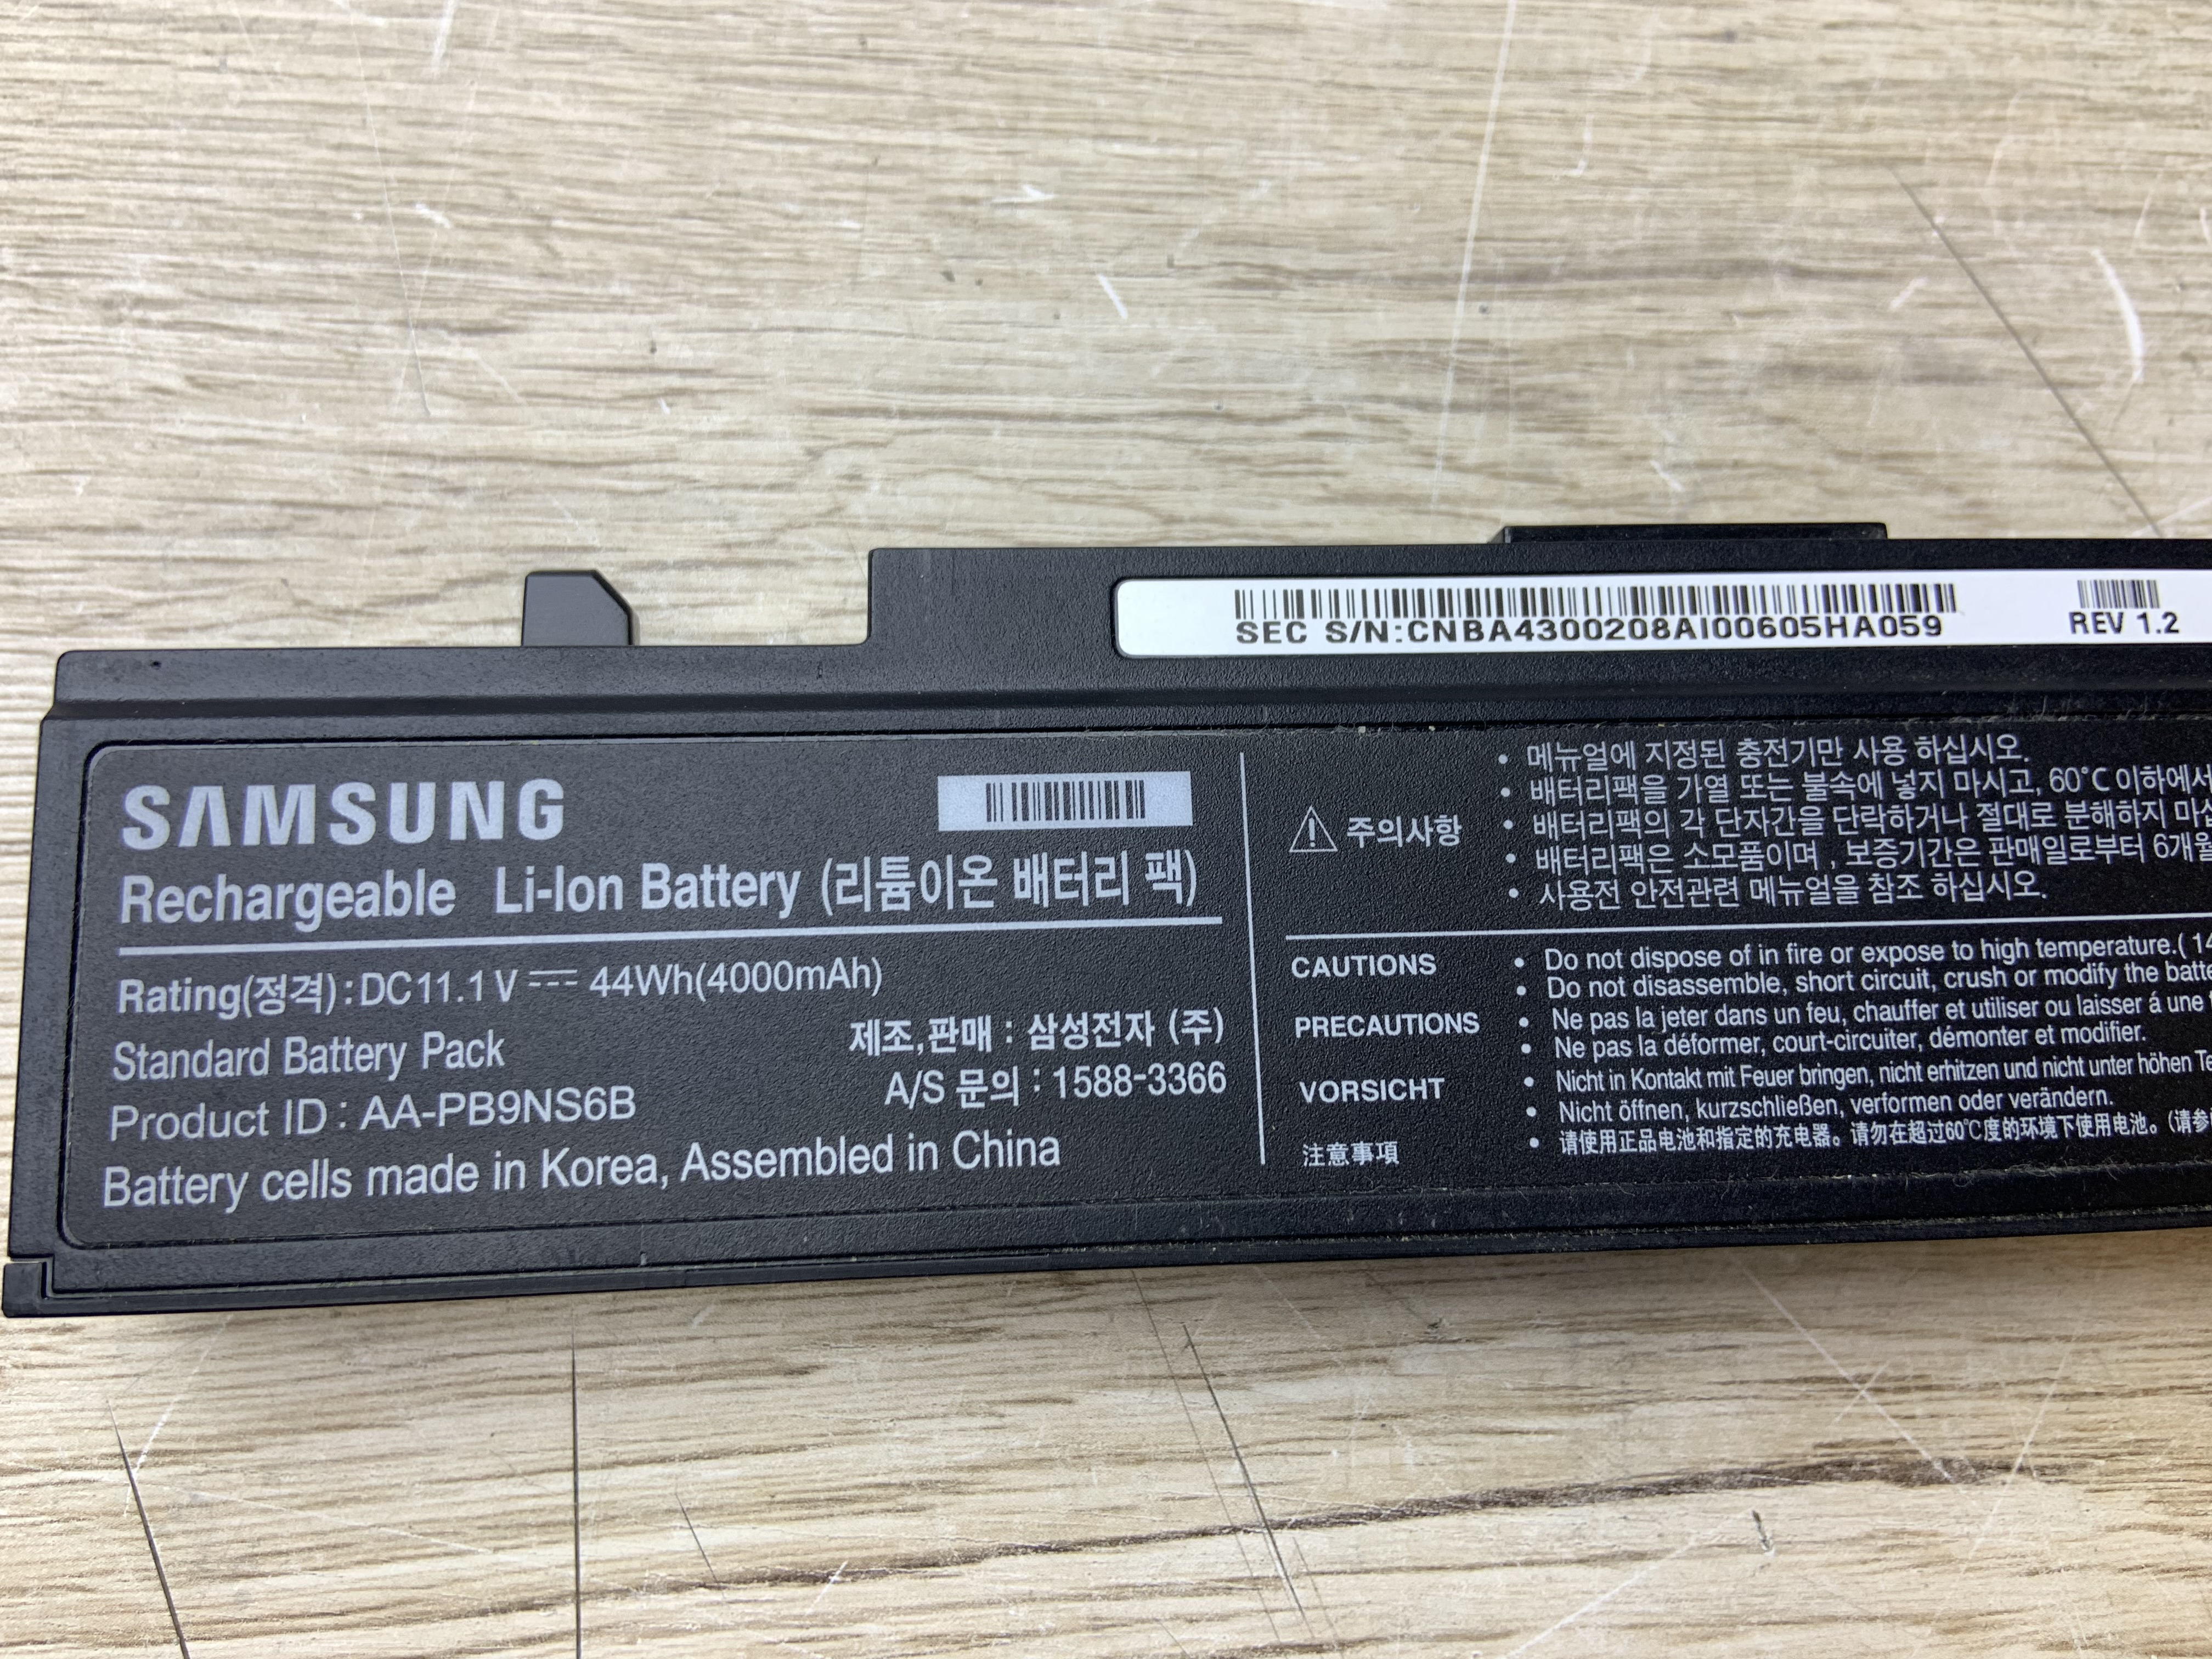 SEC S/N:CNBA4300208AI00605HA059
REV 1.2
SAMSUNG
Rechargeable Li-Ion Battery (리튬이온 배터리 팩)
Rating(정격):DC11.1V 44Wh(4000mAh)
Standard Battery Pack
제조,판매 : 삼성전자 (주)
Product ID : AA-PB9NS6B
A/S 문의 : 1588-3366
Battery cells made in Korea, Assembled in China
주의사항
• 메뉴얼에 지정된 충전기만 사용 하십시오.
• 배터리팩을 가열 또는 불속에 넣지 마시고, 60°C 이하에서
• 배터리팩의 각 단자간을 단락하거나 절대로 분해하지
• 배터리팩은 소모품이며 , 보증기간은 판매일로부터 6개월
• 사용전 안전관련 메뉴얼을 참조 하십시오.
CAUTIONS
• Do not dispose of in fire or expose to high temperature.(
• Do not disassemble, short circuit, crush or modify the
PRECAUTIONS
• Ne pas la jeter dans un feu, chauffer et utiliser ou laisser á une
• Ne pas la déformer, court-circuiter, démonter et modifier.
VORSICHT
• Nicht in Kontakt mit Feuer bringen, nicht erhitzen und nicht unter höhen
• Nicht öffnen, kurzschließen, verformen oder verändern.
注意事項
• 请使用正品电池和指定的充电器。请勿在超过60℃度的环境下使用电池。(请参